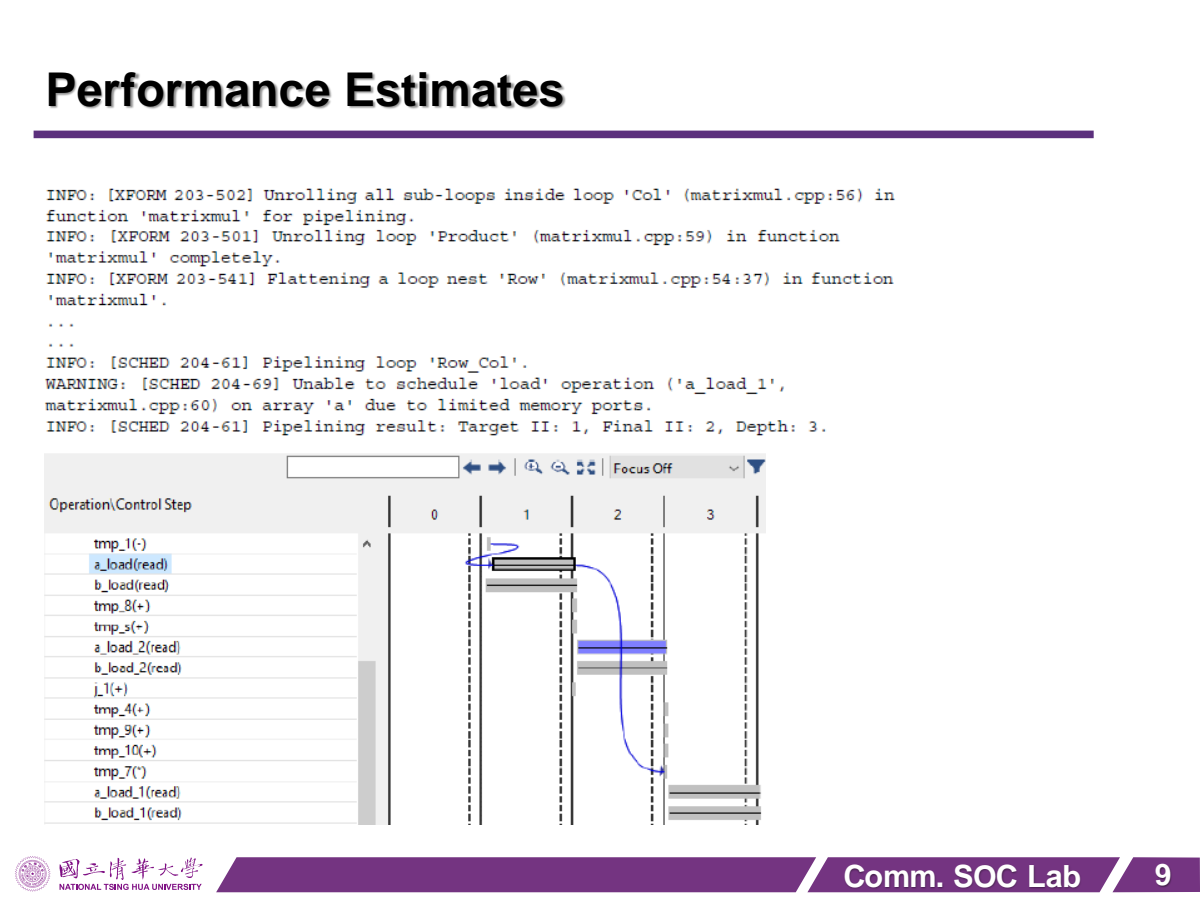 Performance Estimates
INFO: [XFORM 203-502] Unrolling all sub-loops inside loop 'Col' (matrixmul.cpp:56) in
function 'matrixmul' for pipelining.
INFO: [XFORM 203-501] Unrolling loop 'Product' (matrixmul.cpp:59) in function
'matrixmul' completely.
INFO: [XFORM 203-541] Flattening a loop nest 'Row' (matrixmul.cpp:54:37) in function
'matrixmul'.
...
...
INFO: [SCHED 204-61] Pipelining loop 'Row_Col'.
WARNING: [SCHED 204-69] Unable to schedule 'load' operation ('a_load_1',
matrixmul.cpp:60) on array 'a' due to limited memory ports.
INFO: [SCHED 204-61] Pipelining result: Target II: 1, Final II: 2, Depth: 3.
Focus Off
Operation\Control Step 0 1 2 3
tmp_1(-)
a_load(read)
b_load(read)
tmp_8(+)
tmp_s(+)
a_load_2(read)
b_load_2(read)
j_1(+)
tmp_4(+)
tmp_9(+)
tmp_10(+)
tmp_7(*)
a_load_1(read)
b_load_1(read)
國立清華大學
NATIONAL TSING HUA UNIVERSITY
Comm. SOC Lab 9